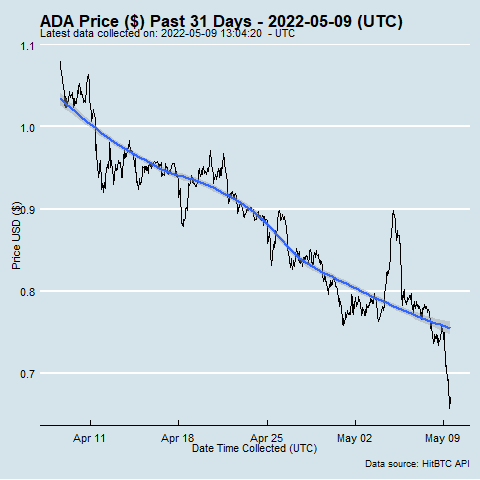 ADA Price ($) Past 31 Days - 2022-05-09 (UTC)
Latest data collected on: 2022-05-09 13:04:20 - UTC
1.1
1.0
0.9
0.8
0.7
Price USD ($)
Apr 11 Apr 18 Apr 25 May 02 May 09
Date Time Collected (UTC)
Data source: HitBTC API